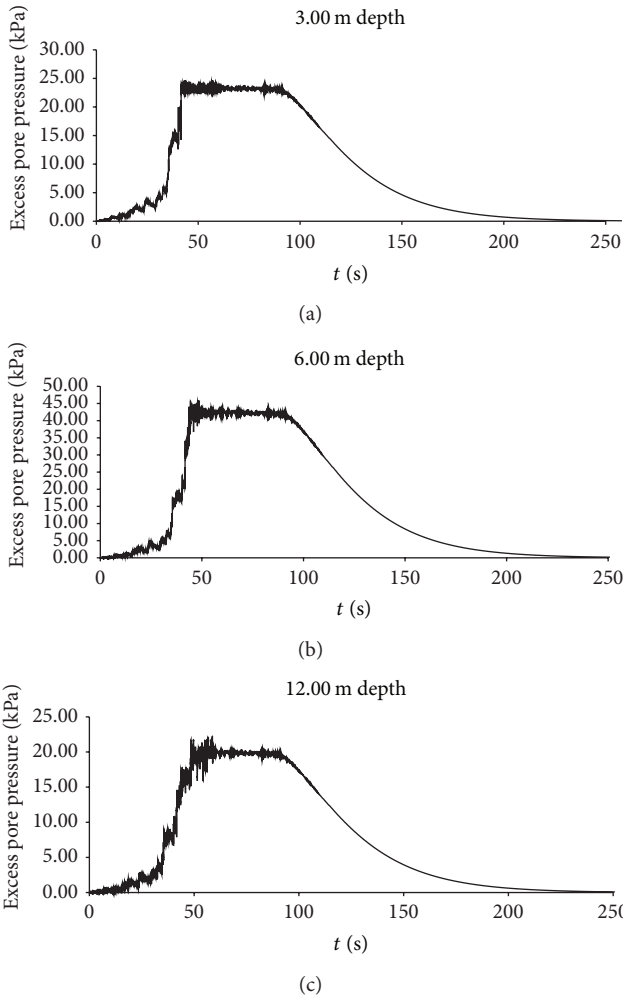 3.00 m depth
Excess pore pressure (kPa)
30.00
25.00
20.00
15.00
10.00
5.00
0.00
0 50 100 150 200 250
t (s)
(a)
6.00 m depth
Excess pore pressure (kPa)
50.00
45.00
40.00
35.00
30.00
25.00
20.00
15.00
10.00
5.00
0.00
0 50 100 150 200 250
t (s)
(b)
12.00 m depth
Excess pore pressure (kPa)
25.00
20.00
15.00
10.00
5.00
0.00
0 50 100 150 200 250
t (s)
(c)